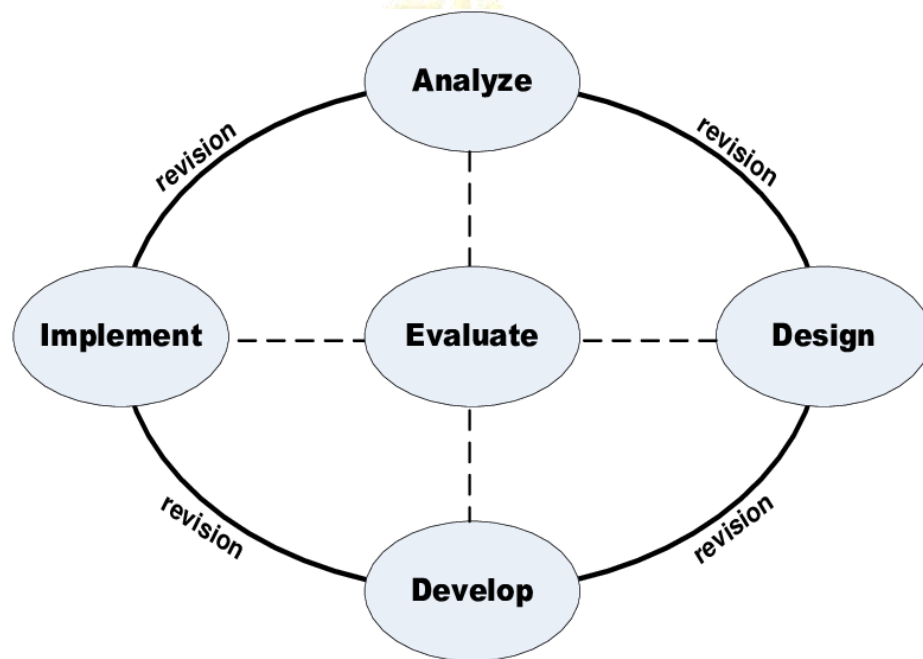 Analyze
revision
revision
Implement
Evaluate
Design
revision
revision
Develop